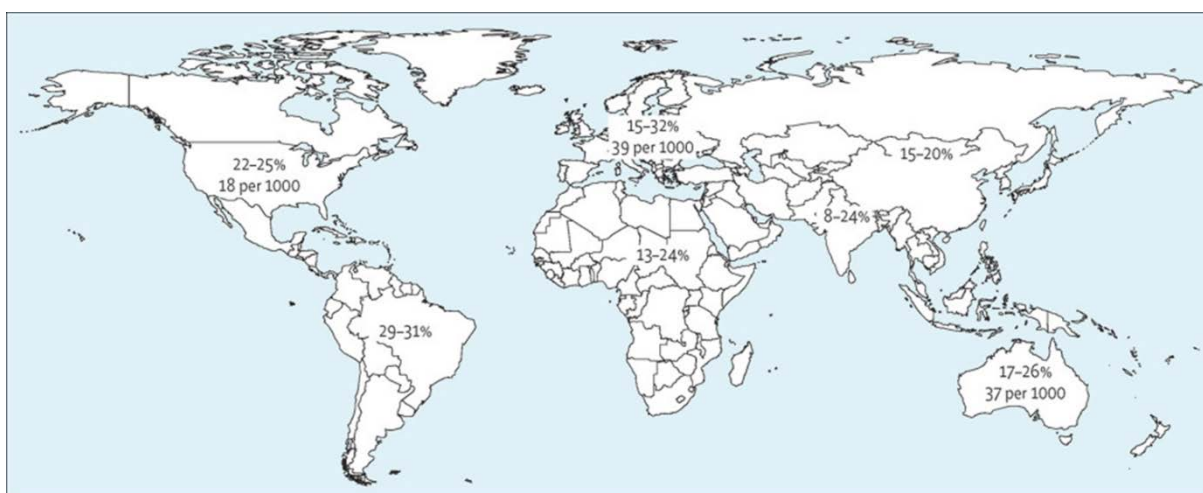 15–32%
39 per 1000
22–25%
18 per 1000
15–20%
8–24%
13–24%
29–31%
17–26%
37 per 1000